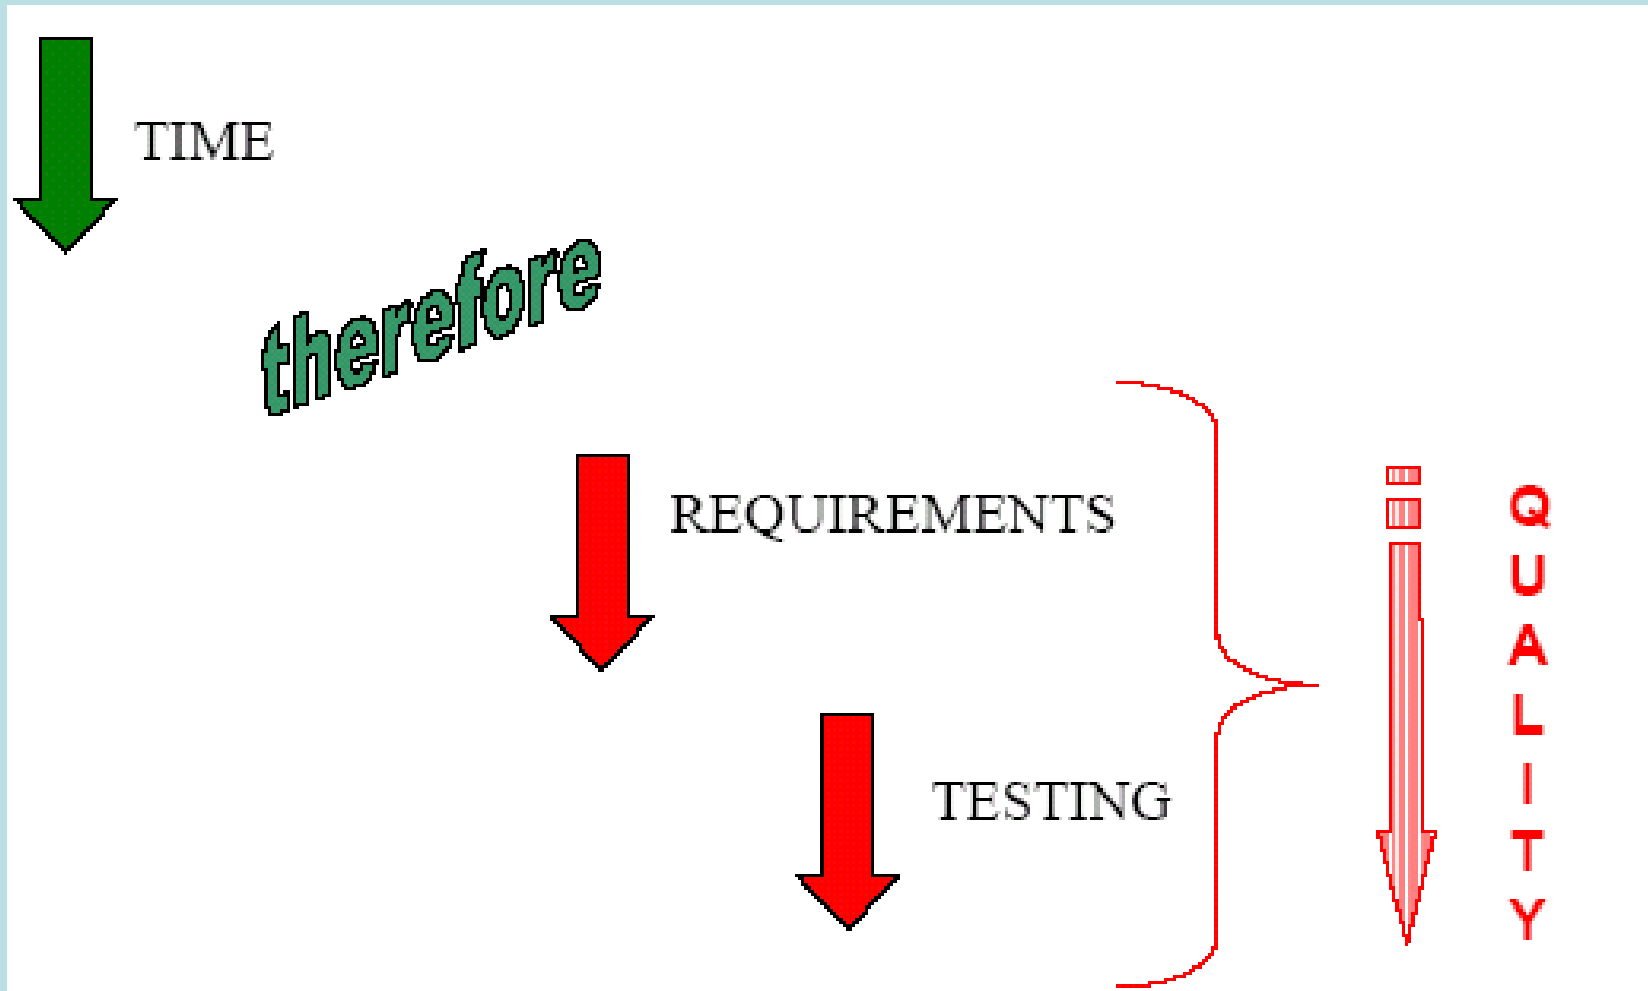 TIME
therefore
REQUIREMENTS
TESTING
QUALITY